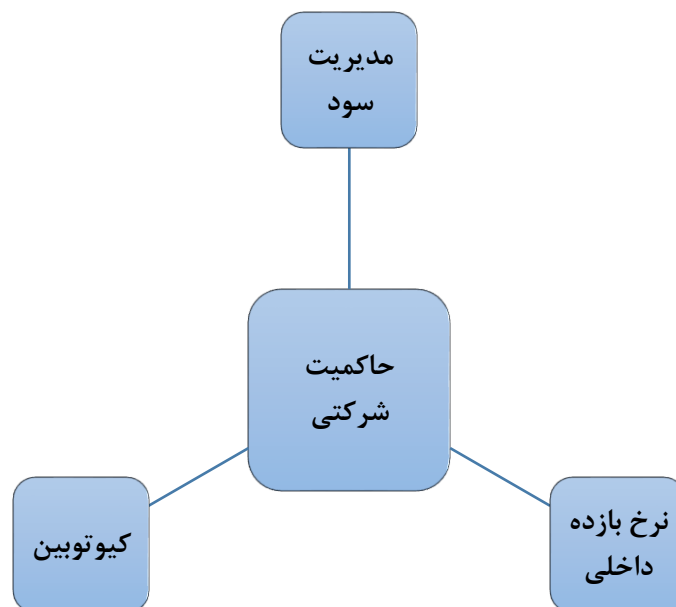 مدیریت
سود
حاکمیت
شرکتی
نرخ بازده
داخلی
کیوتوبین